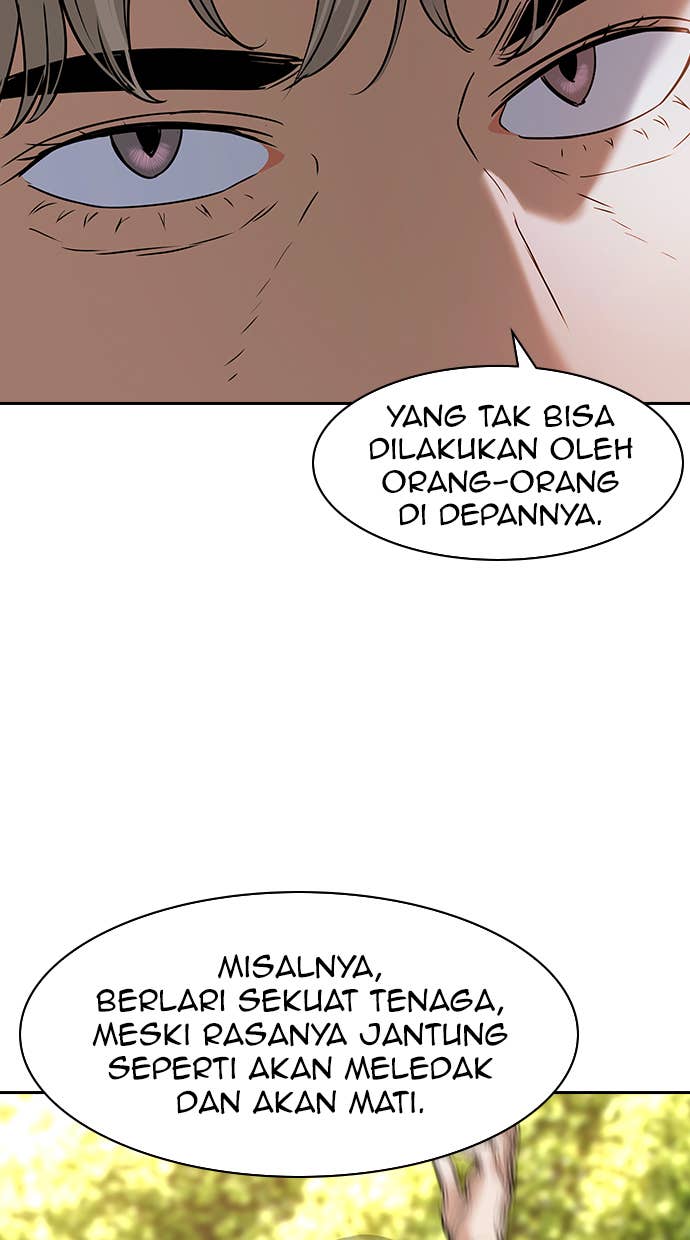 YANG TAK BISA
DILAKUKAN OLEH
ORANG-ORANG
DI DEPANNYA.
MISALNYA,
BERLARI SEKUAT TENAGA,
MESKI RASANYA JANTUNG
SEPERTI AKAN MELEDAK
DAN AKAN MATI.